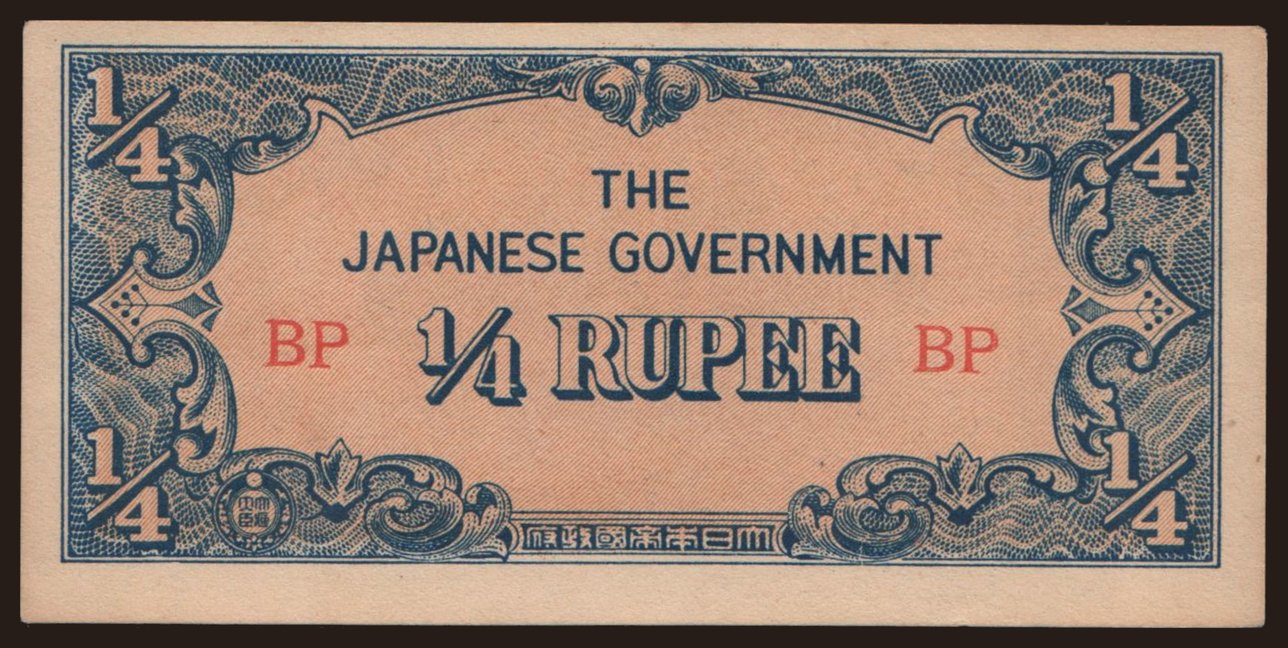 1/4 1/4
THE
JAPANESE GOVERNMENT
BP 1/4 RUPEE BP
1/4 1/4
大日本帝國政府